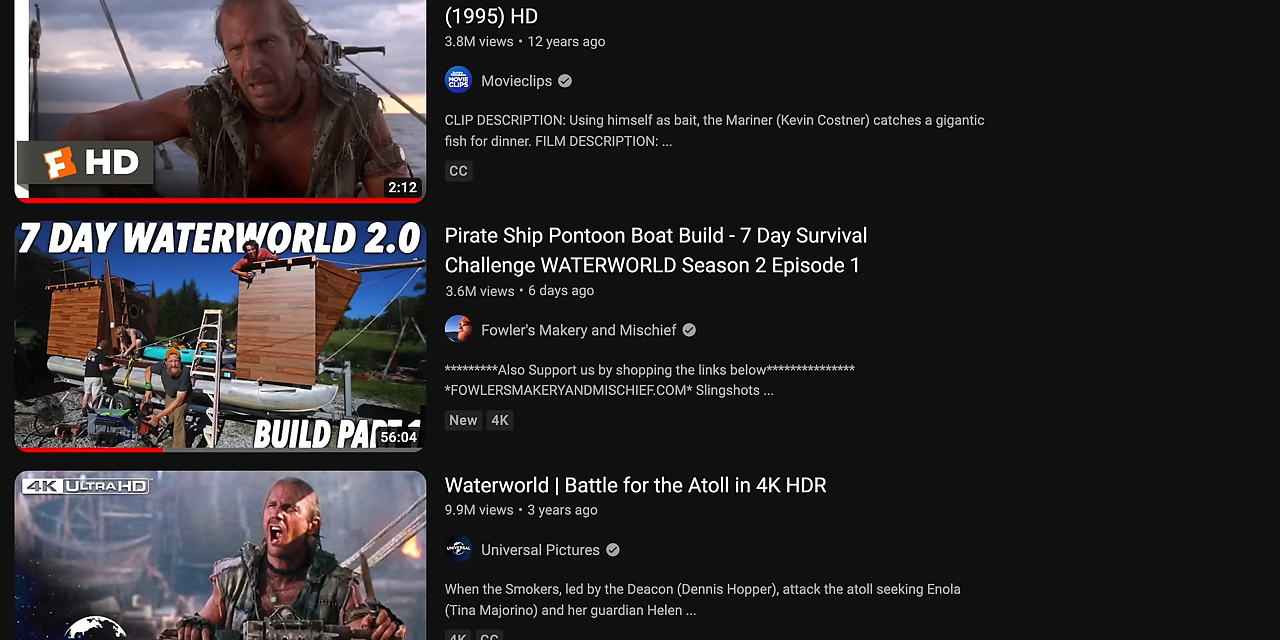 (1995) HD
3.8M views • 12 years ago
MOVIE
CLIPS
Movieclips
CLIP DESCRIPTION: Using himself as bait, the Mariner (Kevin Costner) catches a gigantic
fish for dinner. FILM DESCRIPTION: ...
CC
F HD
2:12
7 DAY WATERWORLD 2.0
BUILD PART 1
56:04
Pirate Ship Pontoon Boat Build - 7 Day Survival
Challenge WATERWORLD Season 2 Episode 1
3.6M views • 6 days ago
Fowler's Makery and Mischief
*********Also Support us by shopping the links below***************
*FOWLERSMAKERYANDMISCHIEF.COM* Slingshots ...
New 4K
4K ULTRA HD
Waterworld | Battle for the Atoll in 4K HDR
9.9M views • 3 years ago
UNIVERSAL
Universal Pictures
When the Smokers, led by the Deacon (Dennis Hopper), attack the atoll seeking Enola
(Tina Majorino) and her guardian Helen ...
4K CC